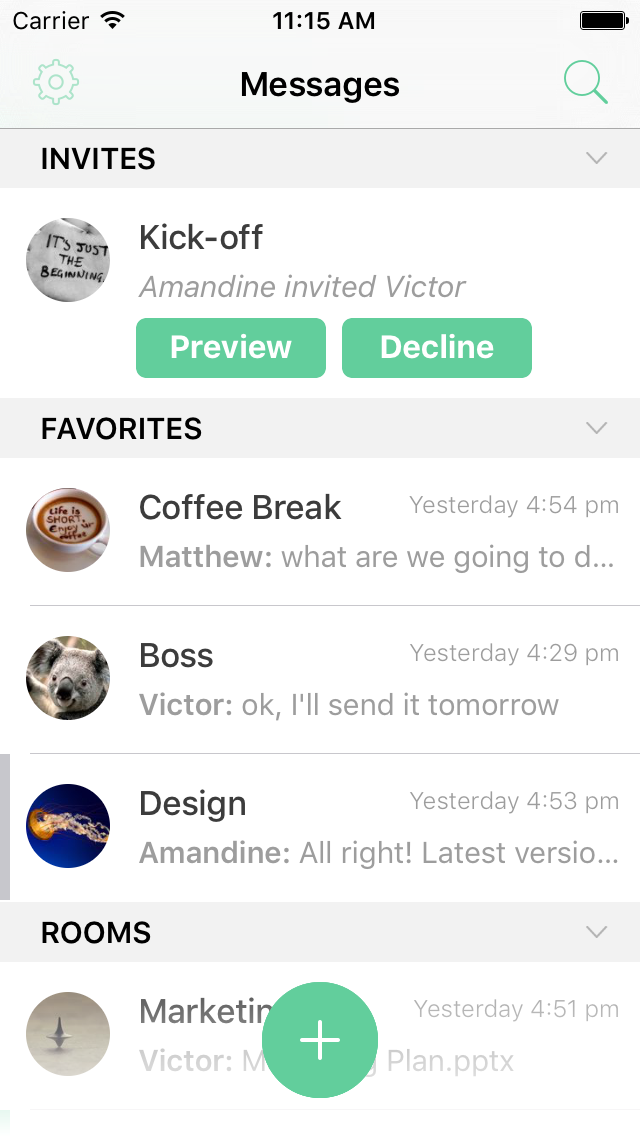 Carrier 11:15 AM
Messages
INVITES
IT'S JUST
THE
BEGINNING.
Kick-off
Amandine invited Victor
Preview Decline
FAVORITES
Life is
SHORT.
Enjoy
coffee
Coffee Break Yesterday 4:54 pm
Matthew: what are we going to d...
Boss Yesterday 4:29 pm
Victor: ok, I'll send it tomorrow
Design Yesterday 4:53 pm
Amandine: All right! Latest versio...
ROOMS
Marketin Yesterday 4:51 pm
Victor: M g Plan.pptx